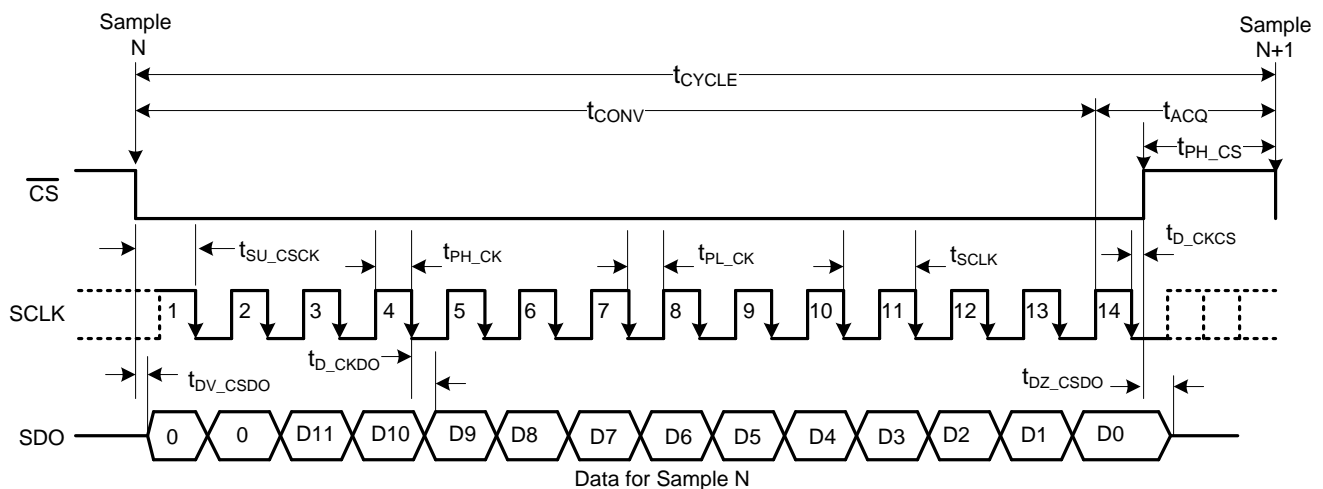 Sample N
Sample N+1
tCYCLE
tCONV
tACQ
tPH_CS
CS
tSU_CSCK
tPH_CK
tPL_CK
tSCLK
tD_CKCS
SCLK
1 2 3 4 5 6 7 8 9 10 11 12 13 14
tD_CKDO
tDV_CSDO
tDZ_CSDO
SDO
0 0 D11 D10 D9 D8 D7 D6 D5 D4 D3 D2 D1 D0
Data for Sample N